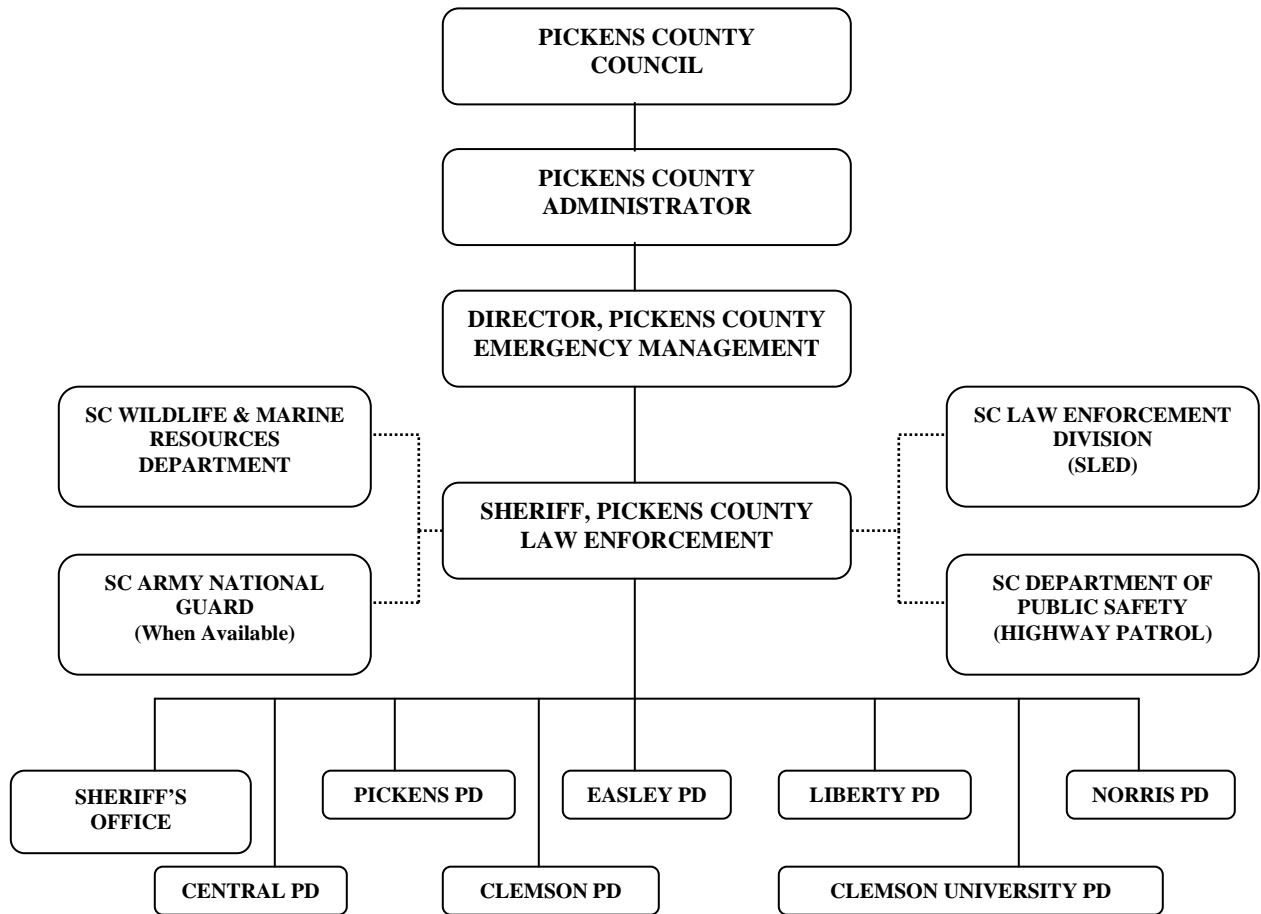 PICKENS COUNTY
COUNCIL
PICKENS COUNTY
ADMINISTRATOR
DIRECTOR, PICKENS COUNTY
EMERGENCY MANAGEMENT
SC WILDLIFE & MARINE
RESOURCES
DEPARTMENT
SC LAW ENFORCEMENT
DIVISION
(SLED)
SHERIFF, PICKENS COUNTY
LAW ENFORCEMENT
SC ARMY NATIONAL
GUARD
(When Available)
SC DEPARTMENT OF
PUBLIC SAFETY
(HIGHWAY PATROL)
SHERIFF’S
OFFICE
PICKENS PD
EASLEY PD
LIBERTY PD
NORRIS PD
CENTRAL PD
CLEMSON PD
CLEMSON UNIVERSITY PD